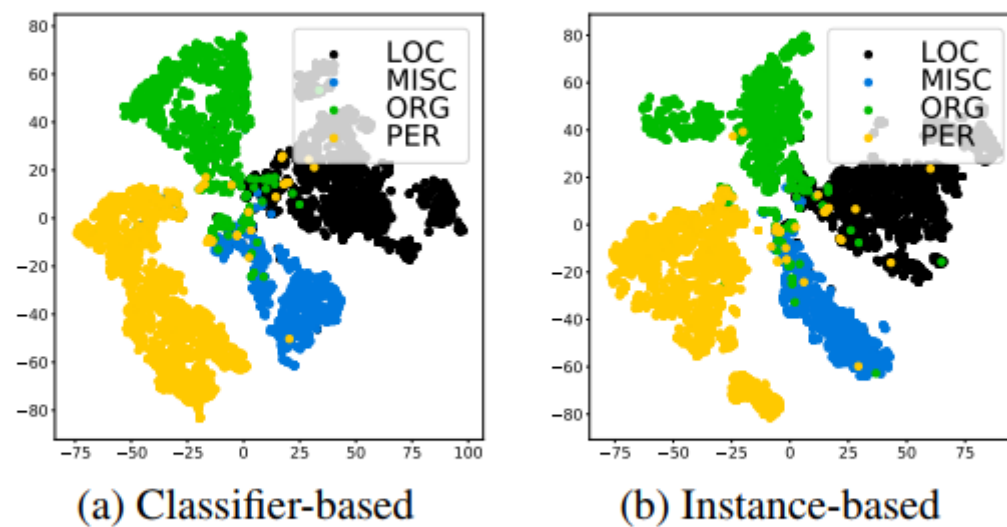 80
60
40
20
0
−20
−40
−60
−80
−75 −50 −25 0 25 50 75 100
LOC
MISC
ORG
PER
(a) Classifier-based
80
60
40
20
0
−20
−40
−60
−80
−75 −50 −25 0 25 50 75
LOC
MISC
ORG
PER
(b) Instance-based